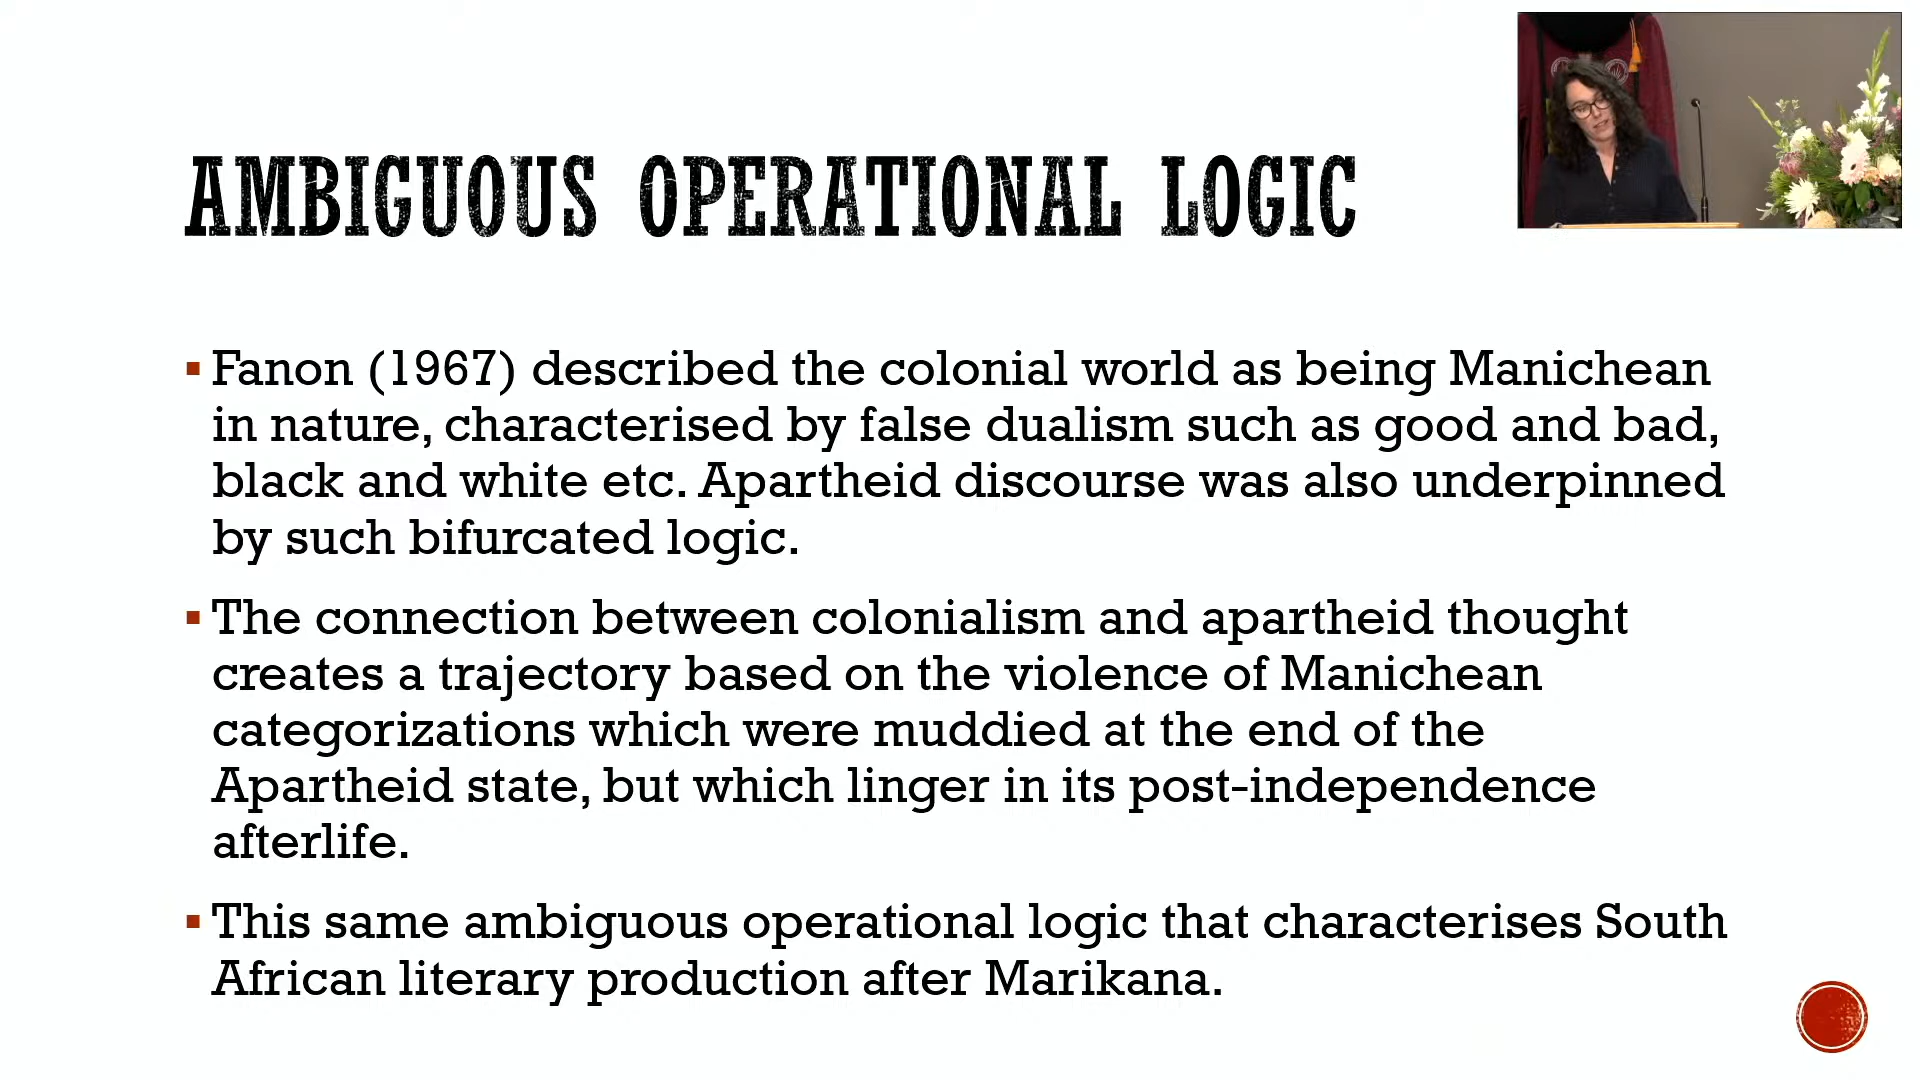 AMBIGUOUS OPERATIONAL LOGIC
▪ Fanon (1967) described the colonial world as being Manichean
in nature, characterised by false dualism such as good and bad,
black and white etc. Apartheid discourse was also underpinned
by such bifurcated logic.
▪ The connection between colonialism and apartheid thought
creates a trajectory based on the violence of Manichean
categorizations which were muddied at the end of the
Apartheid state, but which linger in its post-independence
afterlife.
▪ This same ambiguous operational logic that characterises South
African literary production after Marikana.